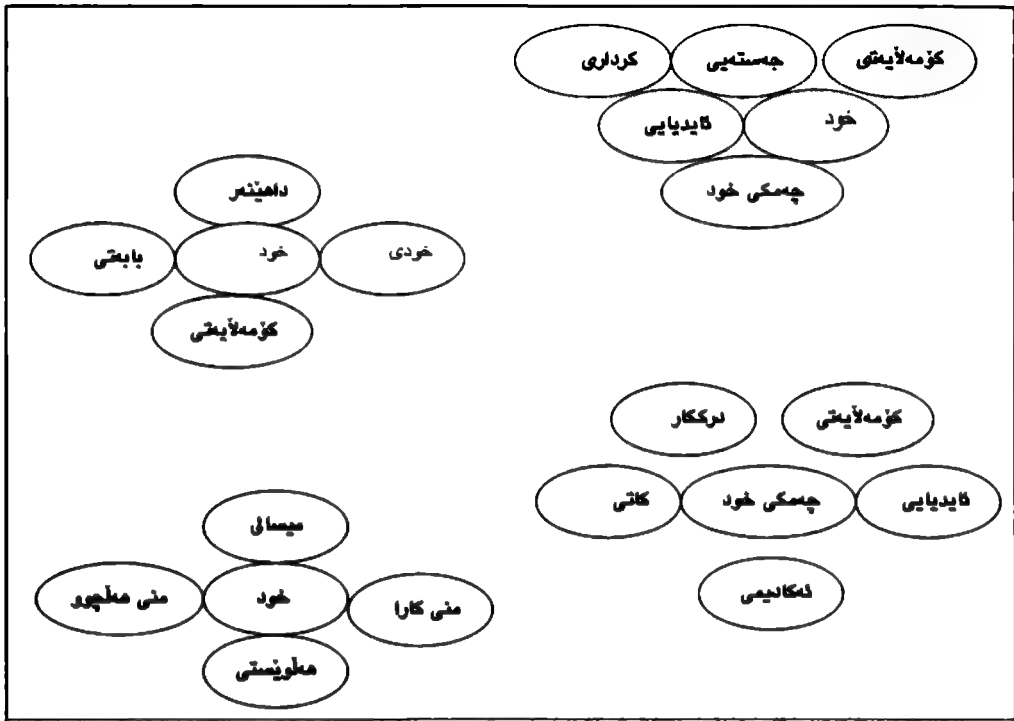 کۆمەڵایەتی
جەستەیی
کرداری
خود
ئایدیایی
چەمکی خود
داهێنەر
خودی
خود
بابەتی
کۆمەڵایەتی
کۆمەڵایەتی
درککار
ئایدیایی
چەمکی خود
کاتی
ئەکادیمی
میسالی
منی کارا
خود
منی هەڵچوو
هەڵوێستی